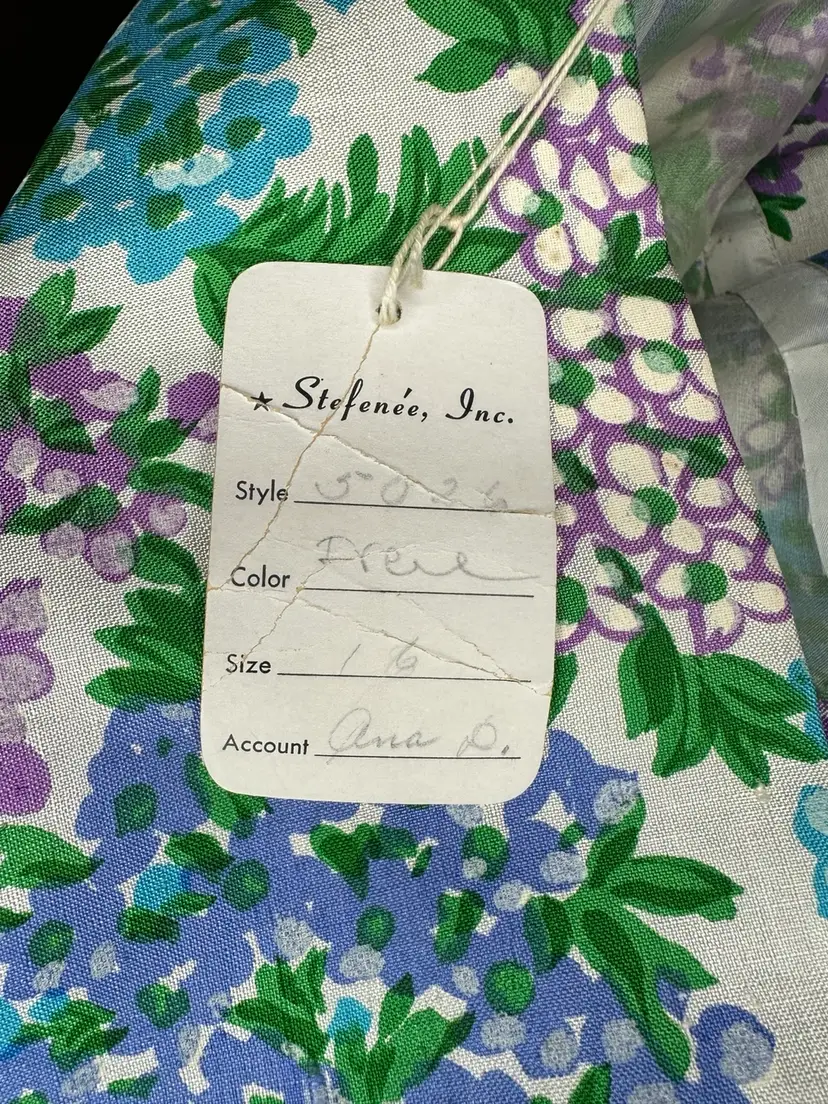 ★ Stefenée, Inc.
Style 5026
Color
Size 16
Account Ana D.